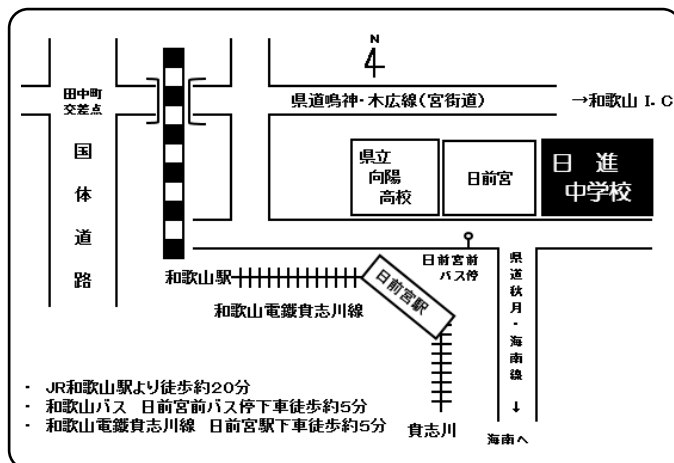 N
田中町
交差点
県道鳴神・木広線(宮街道)
→和歌山 I.C
国体道路
県立
向陽
高校
日前宮
日進
中学校
日前宮前
バス停
県道秋月・海南線
↓
海南へ
和歌山駅
日前宮駅
和歌山電鐵貴志川線
貴志川
・ JR和歌山駅より徒歩約20分
・ 和歌山バス 日前宮前バス停下車徒歩約5分
・ 和歌山電鐵貴志川線 日前宮駅下車徒歩約5分